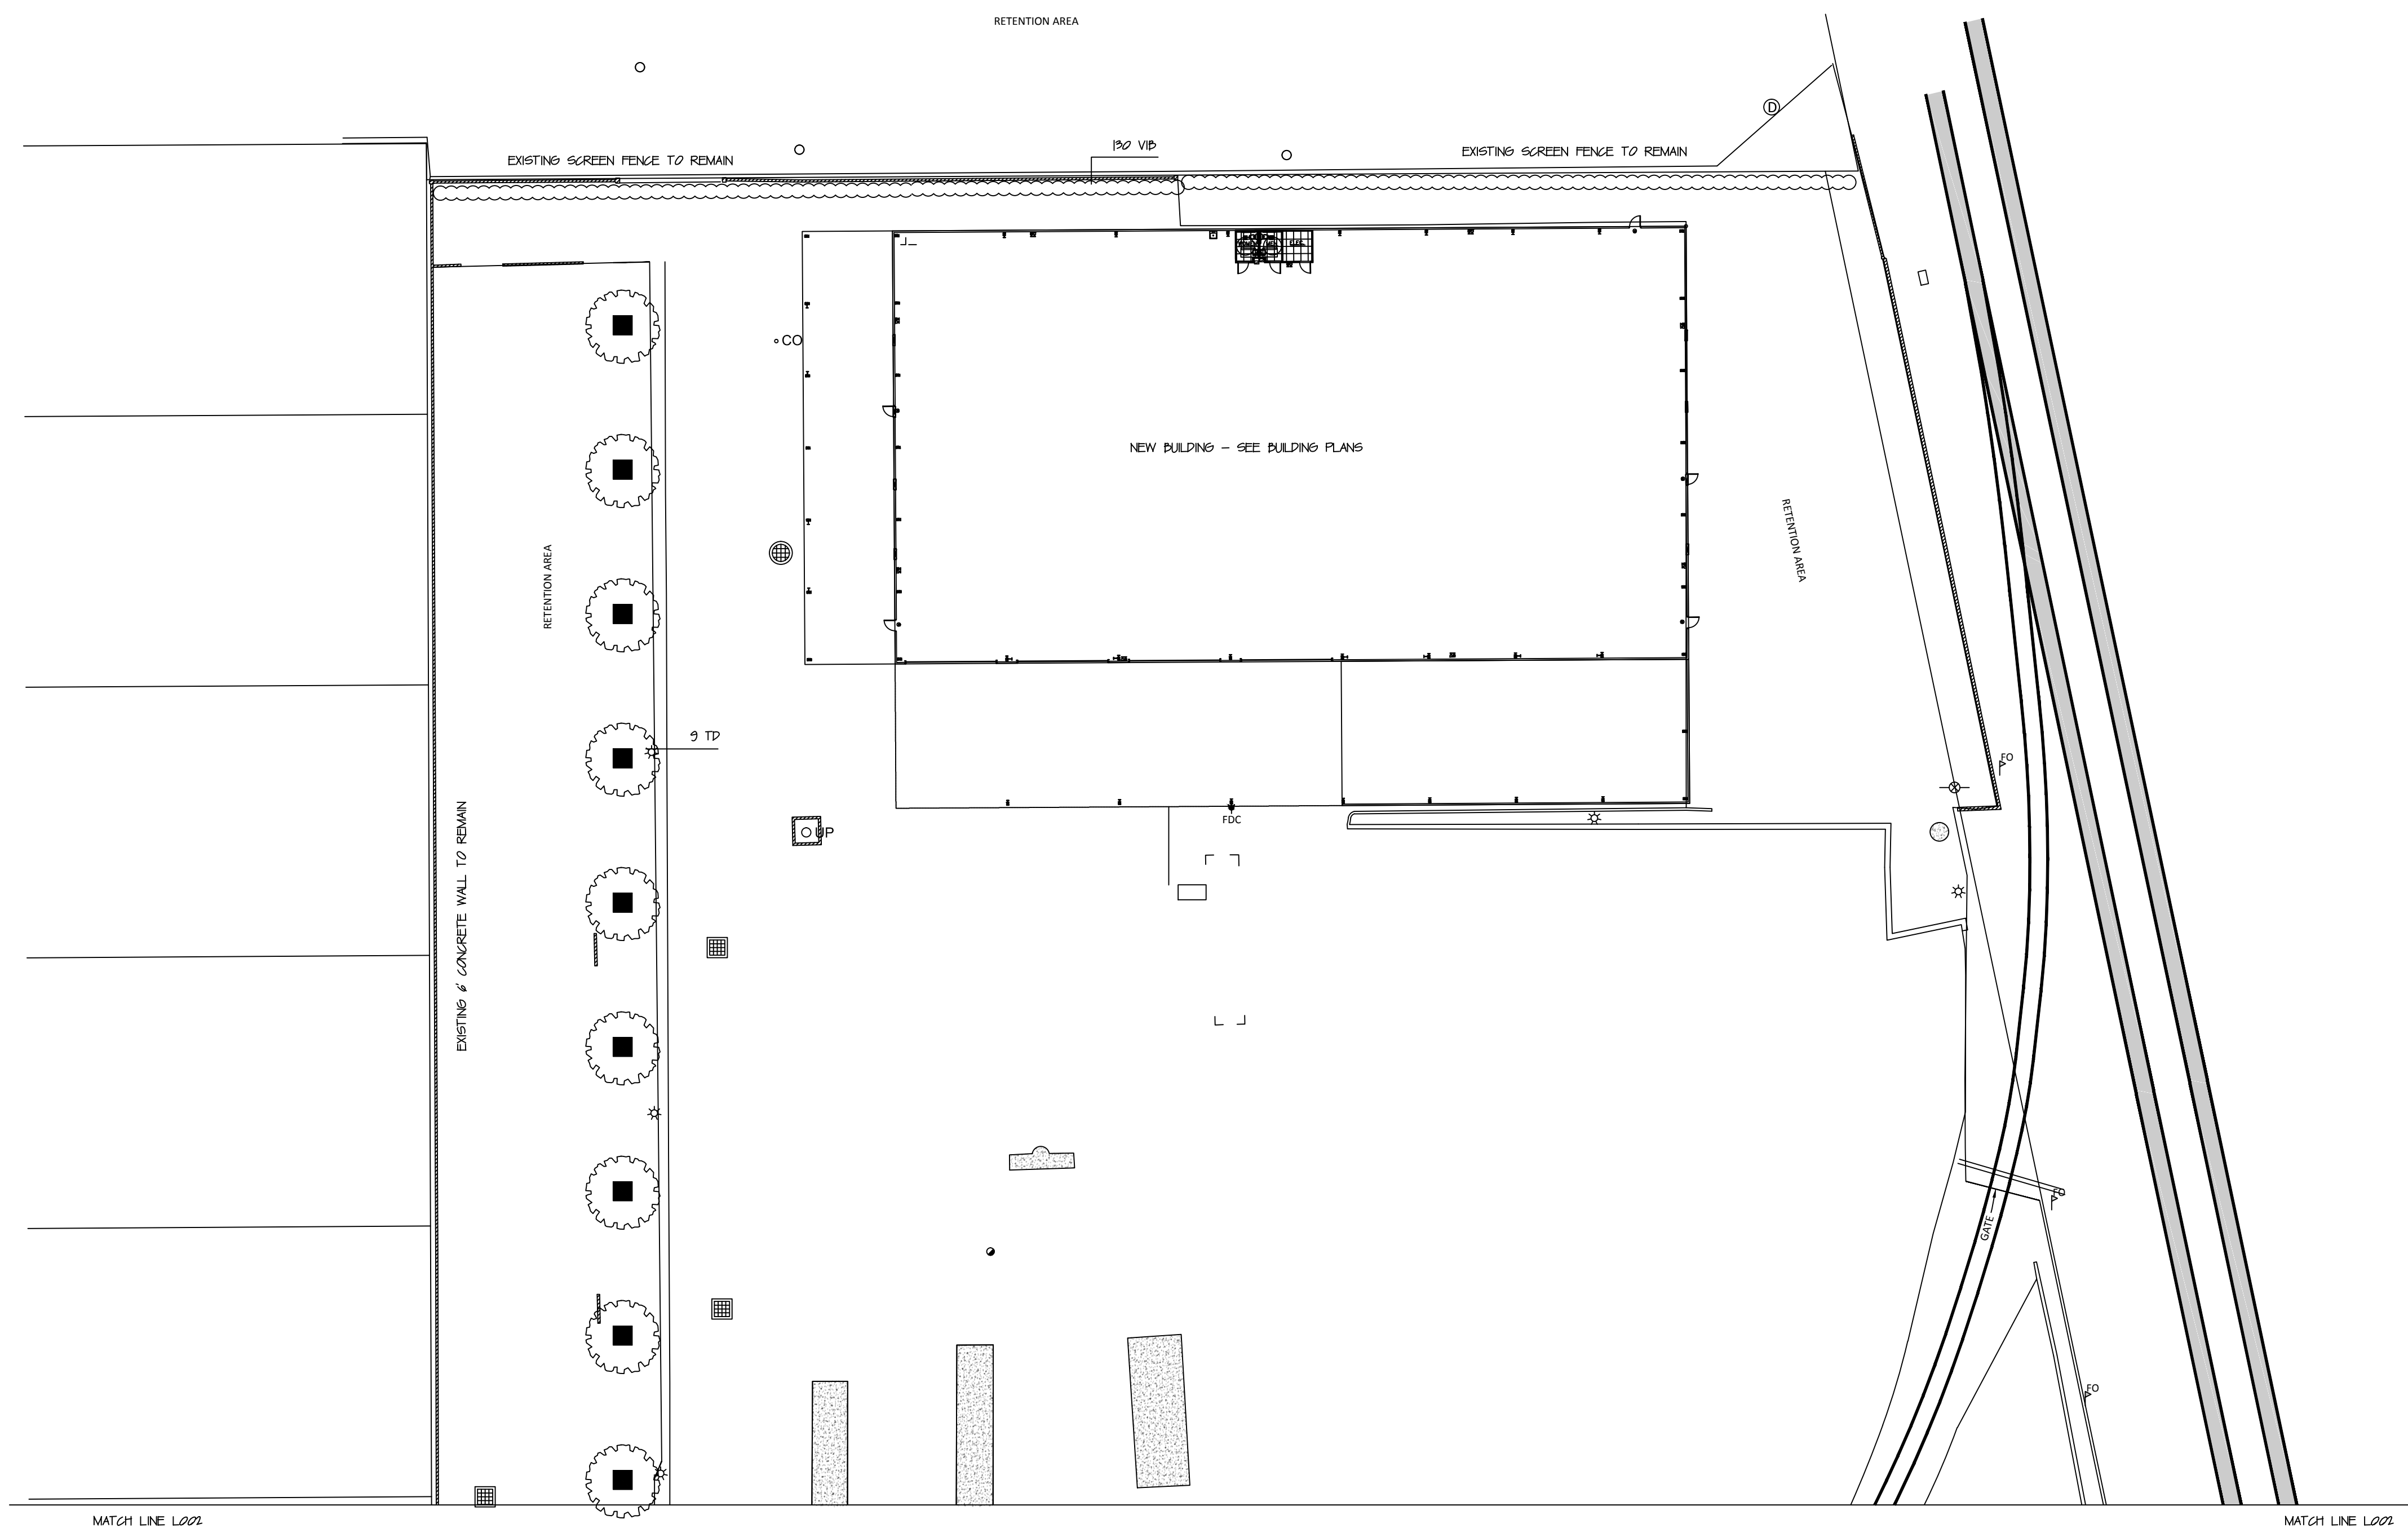 RETENTION AREA
D
130 VIB
EXISTING SCREEN FENCE TO REMAIN
EXISTING SCREEN FENCE TO REMAIN
CO
NEW BUILDING – SEE BUILDING PLANS
RETENTION AREA
RETENTION AREA
9 TD
FO
EXISTING 6' CONCRETE WALL TO REMAIN
UP
FDC
FO
GATE
FO
MATCH LINE L002
MATCH LINE L002